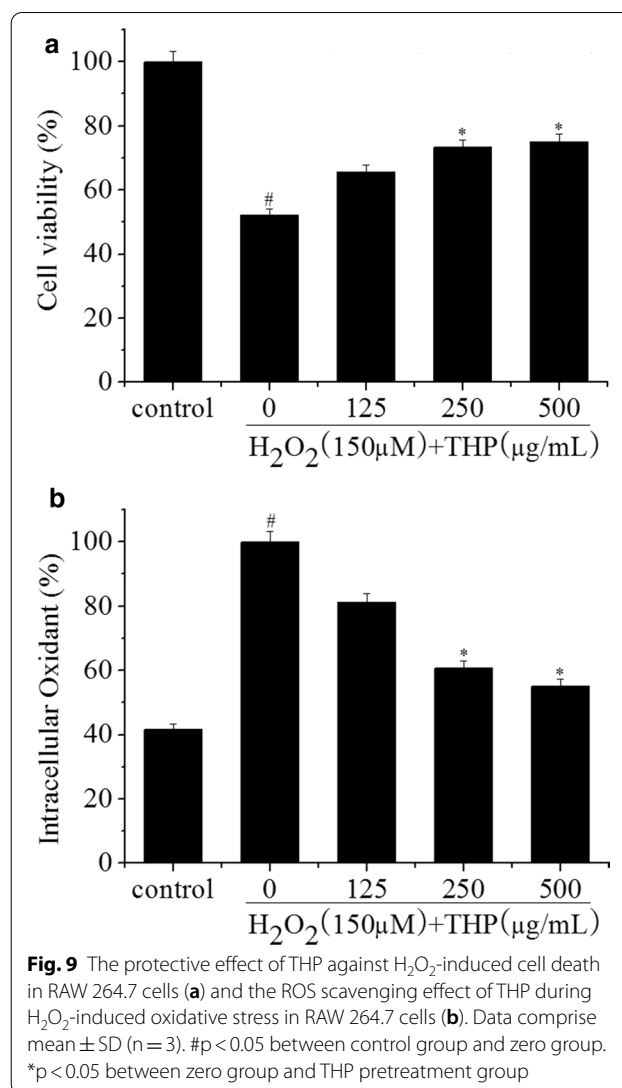 a
Cell viability (%)
100
80
60
40
20
0
#
*
*
control 0 125 250 500
H₂O₂(150μM)+THP(μg/mL)
b
Intracellular Oxidant (%)
100
80
60
40
20
0
#
*
*
control 0 125 250 500
H₂O₂(150μM)+THP(μg/mL)
Fig. 9 The protective effect of THP against H₂O₂-induced cell death
in RAW 264.7 cells (a) and the ROS scavenging effect of THP during
H₂O₂-induced oxidative stress in RAW 264.7 cells (b). Data comprise
mean ± SD (n = 3). #p < 0.05 between control group and zero group.
*p < 0.05 between zero group and THP pretreatment group